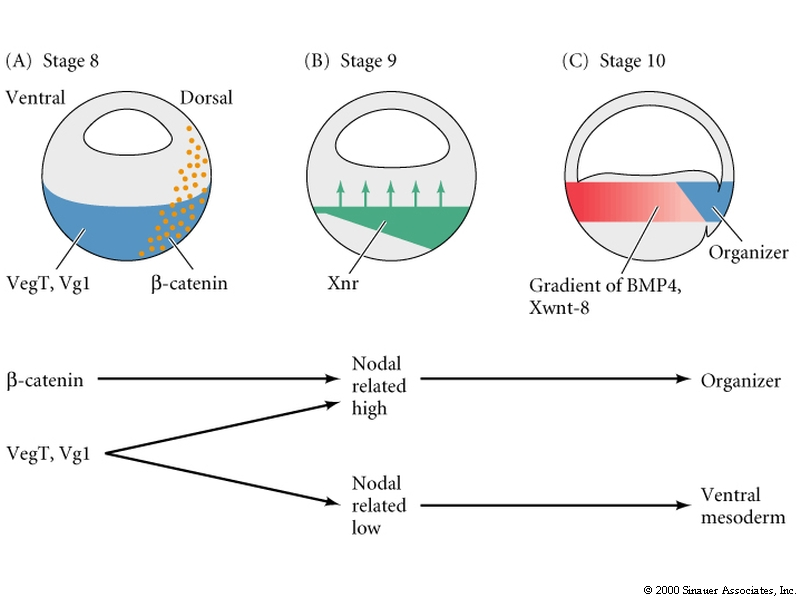 (A) Stage 8
(B) Stage 9
(C) Stage 10
Ventral
Dorsal
VegT, Vg1
β-catenin
Xnr
Gradient of BMP4,
Xwnt-8
Organizer
β-catenin
Nodal
related
high
Organizer
VegT, Vg1
Nodal
related
low
Ventral
mesoderm
© 2000 Sinauer Associates, Inc.